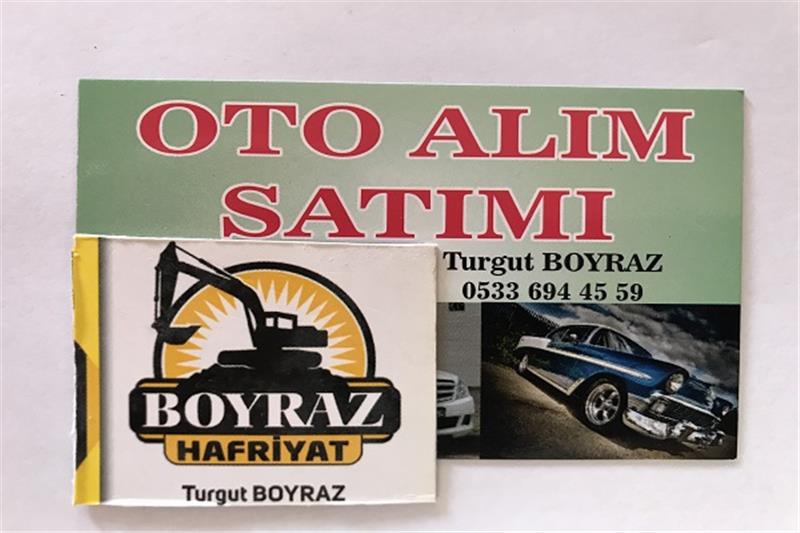 OTO ALIM
SATIMI
Turgut BOYRAZ
0533 694 45 59
BOYRAZ
HAFRİYAT
Turgut BOYRAZ